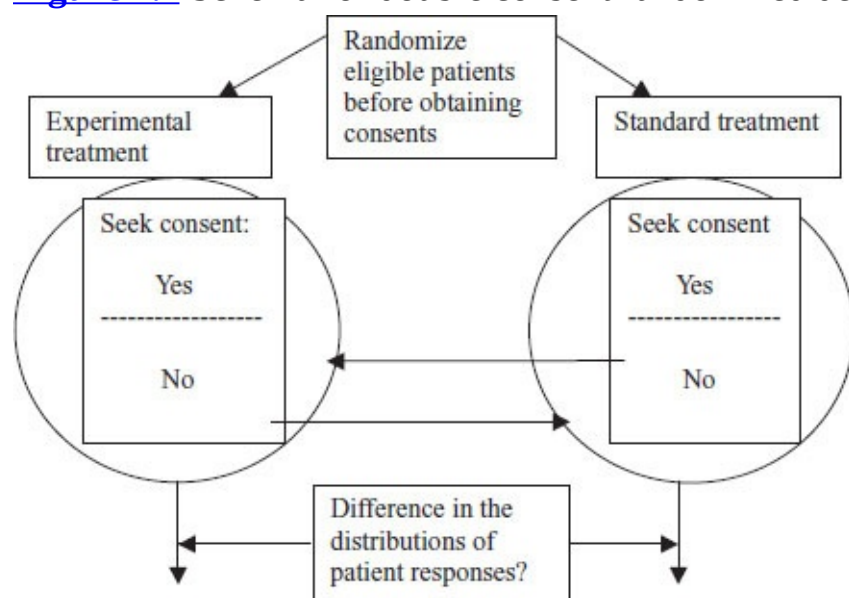 Randomize
eligible patients
before obtaining
consents
Experimental
treatment
Standard treatment
Seek consent:
Yes
No
Seek consent
Yes
No
Difference in the
distributions of
patient responses?